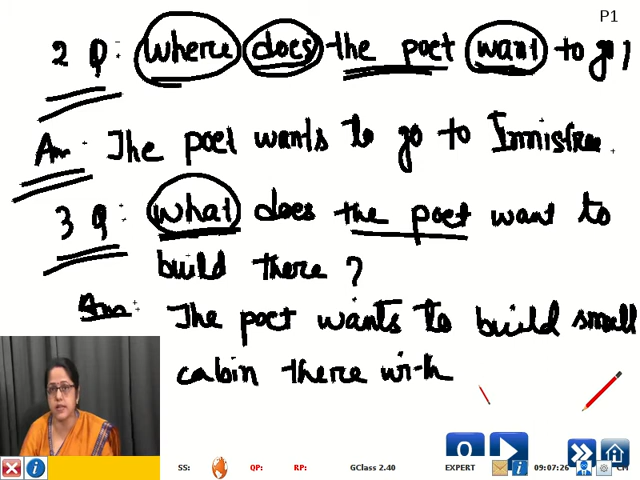 P1
2 Q: where does the poet want to go?
An: The poet wants to go to Innisfree.
3 Q: what does the poet want to
build there?
Ans: The poet wants to build small
cabin there with
Q
SS: QP: RP: GClass 2.40 EXPERT 09:07:26 CH